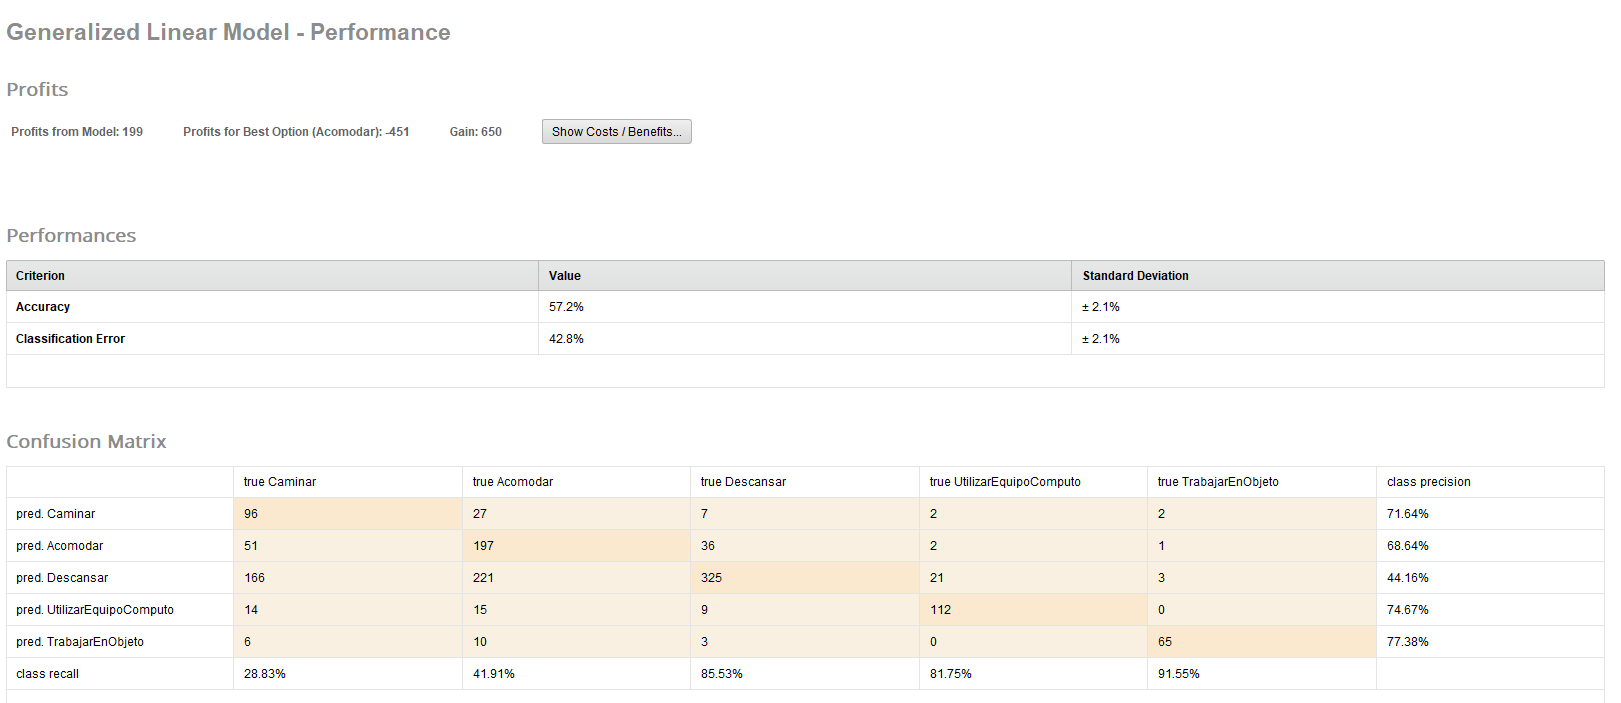 Generalized Linear Model - Performance
Profits
Profits from Model: 199 Profits for Best Option (Acomodar): -451 Gain: 650 Show Costs / Benefits...
Performances
Criterion Value Standard Deviation
Accuracy 57.2% ± 2.1%
Classification Error 42.8% ± 2.1%
Confusion Matrix
true Caminar true Acomodar true Descansar true UtilizarEquipoComputo true TrabajarEnObjeto class precision
pred. Caminar 96 27 7 2 2 71.64%
pred. Acomodar 51 197 36 2 1 68.64%
pred. Descansar 166 221 325 21 3 44.16%
pred. UtilizarEquipoComputo 14 15 9 112 0 74.67%
pred. TrabajarEnObjeto 6 10 3 0 65 77.38%
class recall 28.83% 41.91% 85.53% 81.75% 91.55%